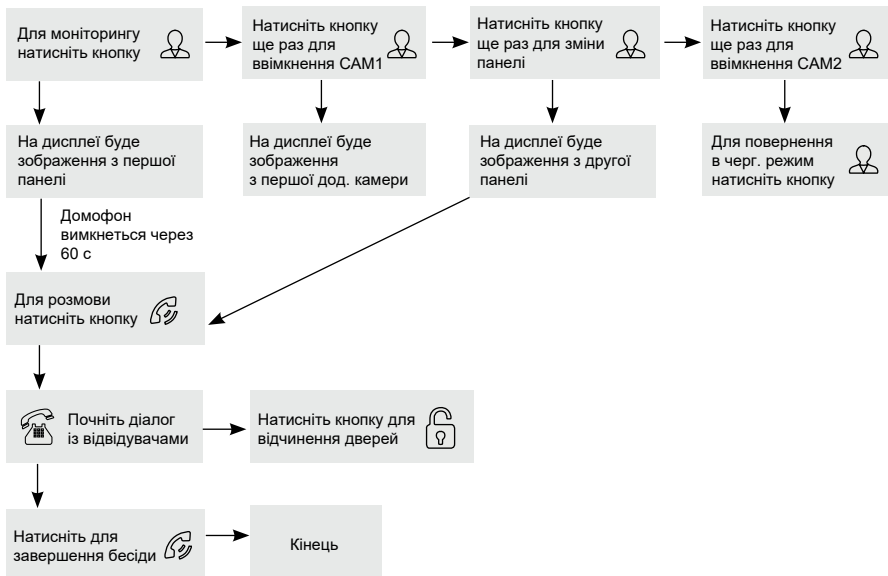 Для моніторингу
натисніть кнопку
Натисніть кнопку
ще раз для
ввімкнення CAM1
Натисніть кнопку
ще раз для зміни
панелі
Натисніть кнопку
ще раз для
ввімкнення CAM2
На дисплеї буде
зображення з першої
панелі
На дисплеї буде
зображення
з першої дод. камери
На дисплеї буде
зображення з другої
панелі
Для повернення
в черг. режим
натисніть кнопку
Домофон
вимкнеться через
60 с
Для розмови
натисніть кнопку
Почніть діалог
із відвідувачами
Натисніть кнопку для
відчинення дверей
Натисніть для
завершення бесіди
Кінець